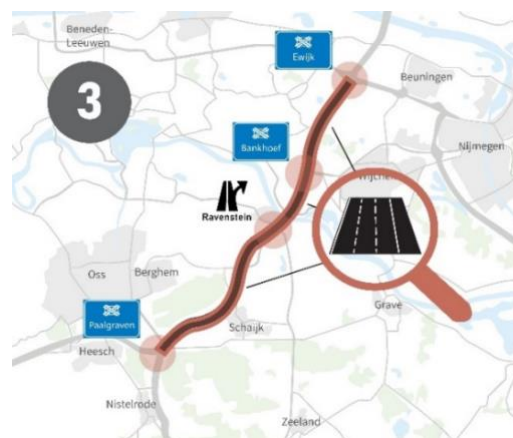 Beneden-
Leeuwen
Ewijk
Beuningen
3
Nijmegen
Bankhoef
Ravenstein
Oss
Berghem
Grave
Paalgraven
Schaijk
Heesch
Nistelrode
Zeeland